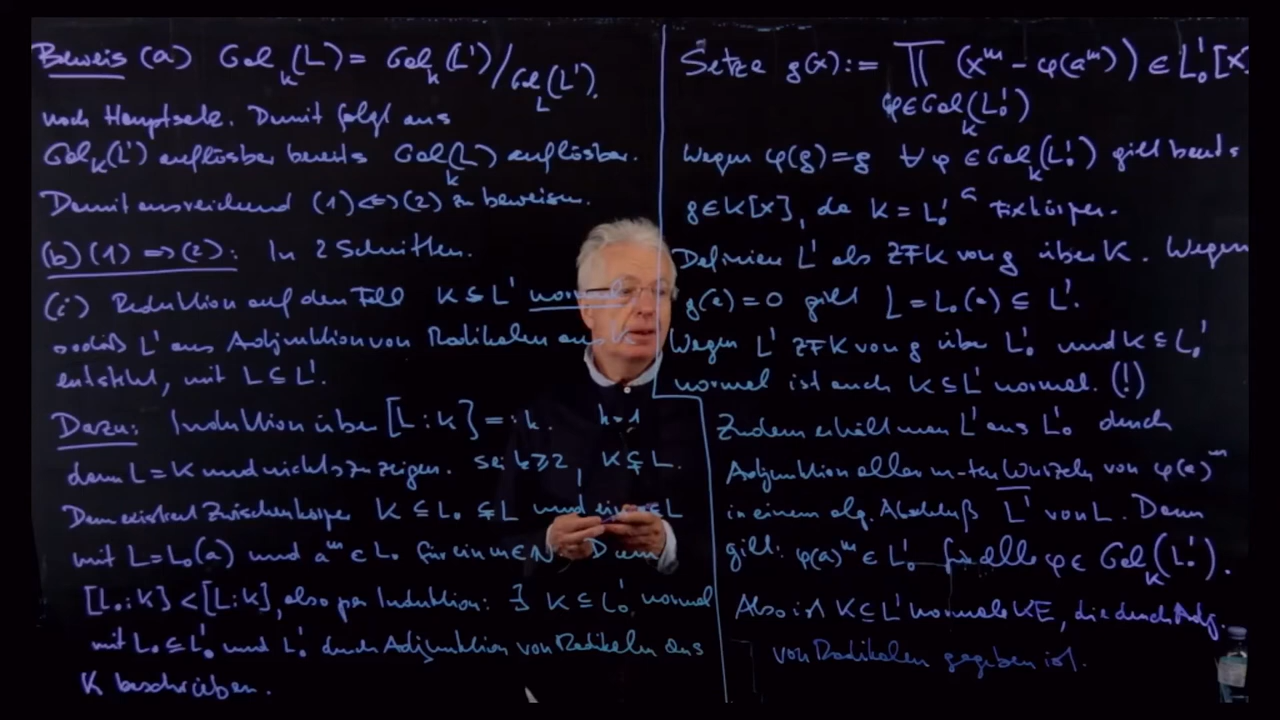 Beweis (a) Gal_K(L) = Gal_K(L')/Gal_L(L').
nach Hauptsatz. Damit folgt aus
Gal_K(L') auflösbar bereits Gal_K(L) auflösbar.
Damit ausreichend (1)<=>(2) zu beweisen.
(b) (1) => (2): In 2 Schritten.
(i) Reduktion auf den Fall K ⊆ L' normal
sodaß L' aus Adjunktion von Radikalen aus K
entsteht, mit L ⊆ L'.
Dazu: Induktion über [L:K] =: k. k=1
dann L=K und nichts zu zeigen. sei k≥2, K ⊊ L.
Dann existiert Zwischenkörper K ⊆ L₀ ⊊ L und ein a∈L
mit L=L₀(a) und a^m ∈ L₀ für ein m∈N. Dann
[L₀:K] < [L:K], also per Induktion: ∃ K ⊆ L₀' normal
mit L₀ ⊆ L₀' und L₀' durch Adjunktion von Radikalen aus
K beschrieben.
Setze g(x) := ∏ (x^m - φ(a^m)) ∈ L₀'[x]
φ∈Gal_K(L₀')
Wegen φ(g)=g ∀ φ ∈ Gal_K(L₀') gilt bereits
g∈K[x], da K = L₀'^G Fixkörper.
Definiere L' als ZFK von g über K. Wegen
g(a)=0 gilt L = L₀(a) ⊆ L'.
Wegen L' ZFK von g über L₀' und K ⊆ L₀'
normal ist auch K ⊆ L' normal. (!)
Zudem erhält man L' aus L₀' durch
Adjunktion aller m-ten Wurzeln von φ(a)^m
in einem alg. Abschluß L̅' von L. Denn
gilt: φ(a)^m ∈ L₀' für alle φ ∈ Gal_K(L₀').
Also ist K ⊆ L' normale KE, die durch Adj.
von Radikalen gegeben ist.